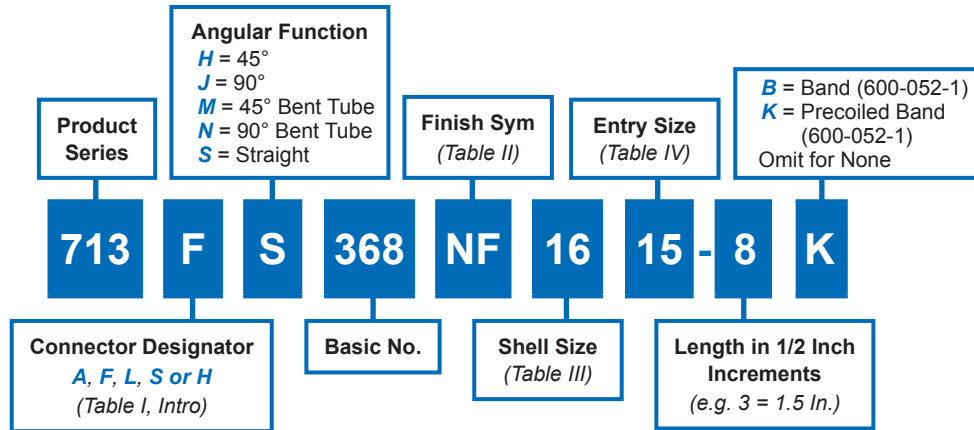 Angular Function
H = 45°
J = 90°
M = 45° Bent Tube
N = 90° Bent Tube
S = Straight
B = Band (600-052-1)
K = Precoiled Band
(600-052-1)
Omit for None
Product
Series
Finish Sym
(Table II)
Entry Size
(Table IV)
713 F S 368 NF 16 15 - 8 K
Connector Designator
A, F, L, S or H
(Table I, Intro)
Basic No.
Shell Size
(Table III)
Length in 1/2 Inch
Increments
(e.g. 3 = 1.5 In.)